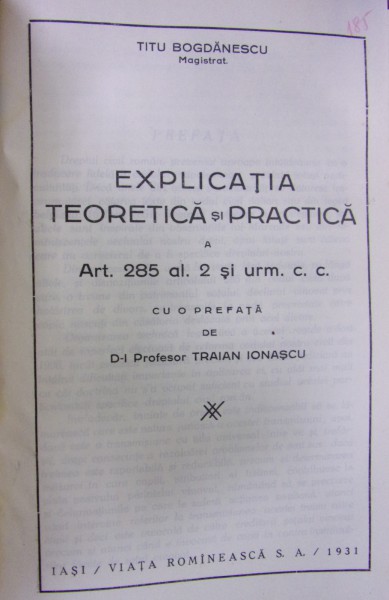 185
TITU BOGDĂNESCU
Magistrat.
EXPLICAȚIA
TEORETICĂ ȘI PRACTICĂ
A
Art. 285 al. 2 și urm. c. c.
CU O PREFAȚĂ
DE
D-l Profesor TRAIAN IONAȘCU
IAȘI / VIAȚA ROMÎNEASCĂ S. A. / 1931